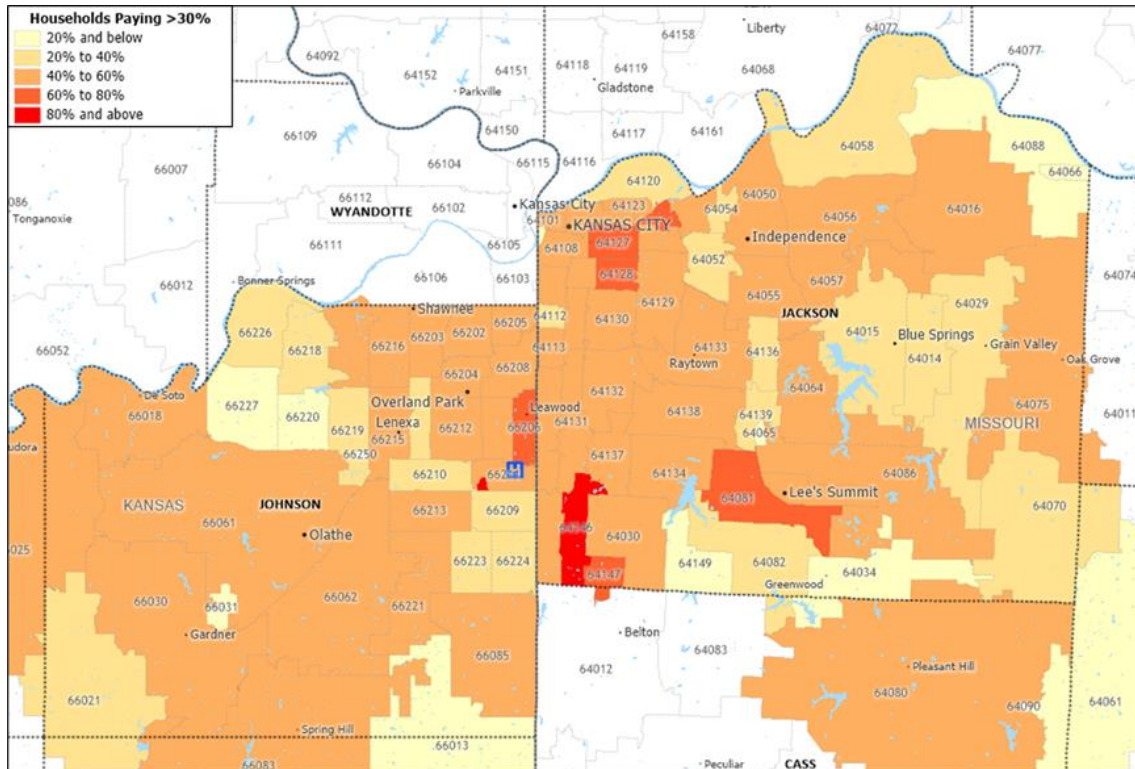 Households Paying >30%
20% and below
20% to 40%
40% to 60%
60% to 80%
80% and above
64092
64152
64151
Parkville
64150
64118
64119
Gladstone
64158
Liberty
64068
64072
64077
64077
66109
66007
086
Tonganoxie
66104
66115
64116
64117
64161
66112
WYANDOTTE
66102
Kansas City
64101
KANSAS CITY
64120
64123
64058
64088
64066
64050
64054
64056
64016
66111
66105
64108
64127
Independence
66012
Bonner Springs
66106
66103
64128
64052
64057
64074
64129
64055
Shawnee
64112
64130
JACKSON
64029
66226
66218
66216
66203
66202
66205
64113
64133
Raytown
64136
64015
Blue Springs
64014
Grain Valley
Oak Grove
66052
66204
66208
64132
64064
De Soto
66018
66227
66220
Overland Park
Lenexa
66219
66215
66212
66206
Leawood
64131
64138
64139
64065
64075
MISSOURI
64011
udora
66250
66210
H
64137
64134
64086
KANSAS
JOHNSON
66213
66209
64081
Lee's Summit
64070
66061
Olathe
64030
66025
66223
66224
64147
64149
64082
Greenwood
64034
66030
66031
66062
66221
Gardner
Belton
64083
66085
64012
Pleasant Hill
66021
64080
64090
64061
Spring Hill
66013
66083
Peculiar
CASS